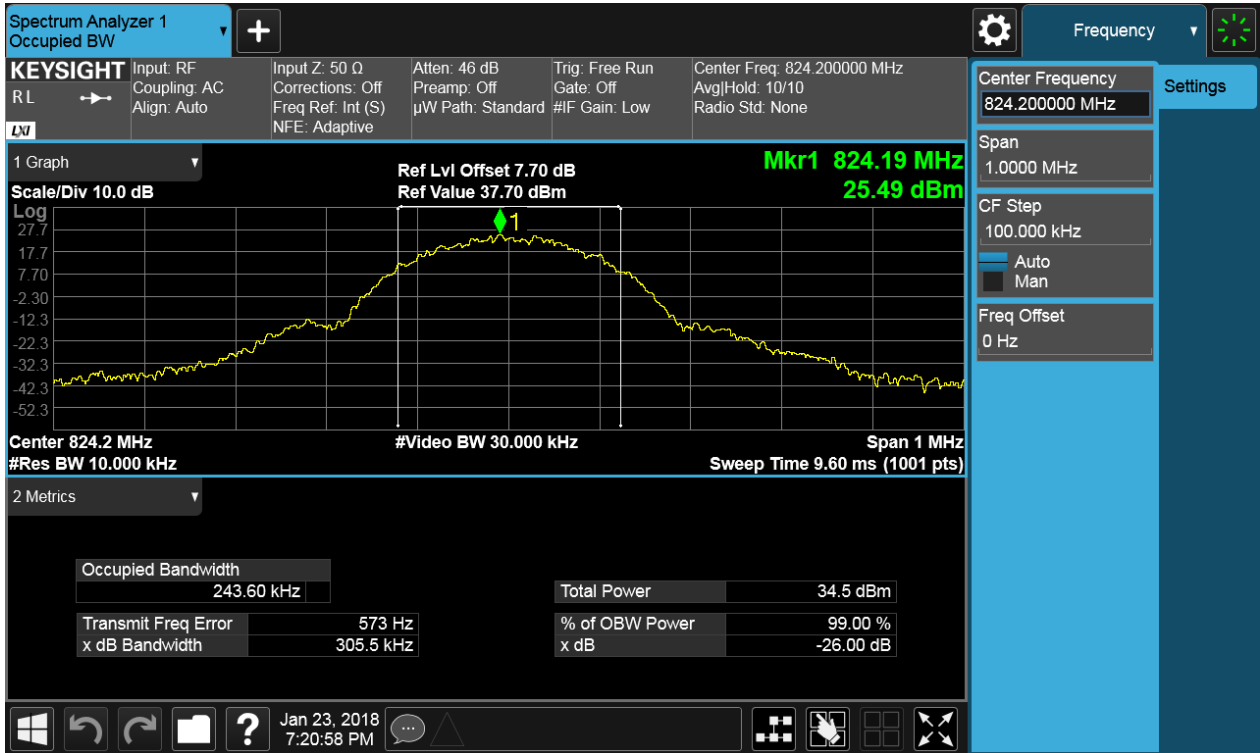 Spectrum Analyzer 1
Occupied BW
+
Frequency
KEYSIGHT
RL
LXI
Input: RF
Coupling: AC
Align: Auto
Input Z: 50 Ω
Corrections: Off
Freq Ref: Int (S)
NFE: Adaptive
Atten: 46 dB
Preamp: Off
µW Path: Standard
Trig: Free Run
Gate: Off
#IF Gain: Low
Center Freq: 824.200000 MHz
Avg|Hold: 10/10
Radio Std: None
Center Frequency
824.200000 MHz
Settings
Span
1.0000 MHz
CF Step
100.000 kHz
Auto
Man
Freq Offset
0 Hz
1 Graph
Scale/Div 10.0 dB
Ref Lvl Offset 7.70 dB
Ref Value 37.70 dBm
Mkr1 824.19 MHz
25.49 dBm
Log
1
27.7
17.7
7.70
-2.30
-12.3
-22.3
-32.3
-42.3
-52.3
Center 824.2 MHz
#Video BW 30.000 kHz
Span 1 MHz
#Res BW 10.000 kHz
Sweep Time 9.60 ms (1001 pts)
2 Metrics
Occupied Bandwidth
243.60 kHz
Total Power 34.5 dBm
Transmit Freq Error 573 Hz
% of OBW Power 99.00 %
x dB Bandwidth 305.5 kHz
x dB -26.00 dB
?
Jan 23, 2018
7:20:58 PM